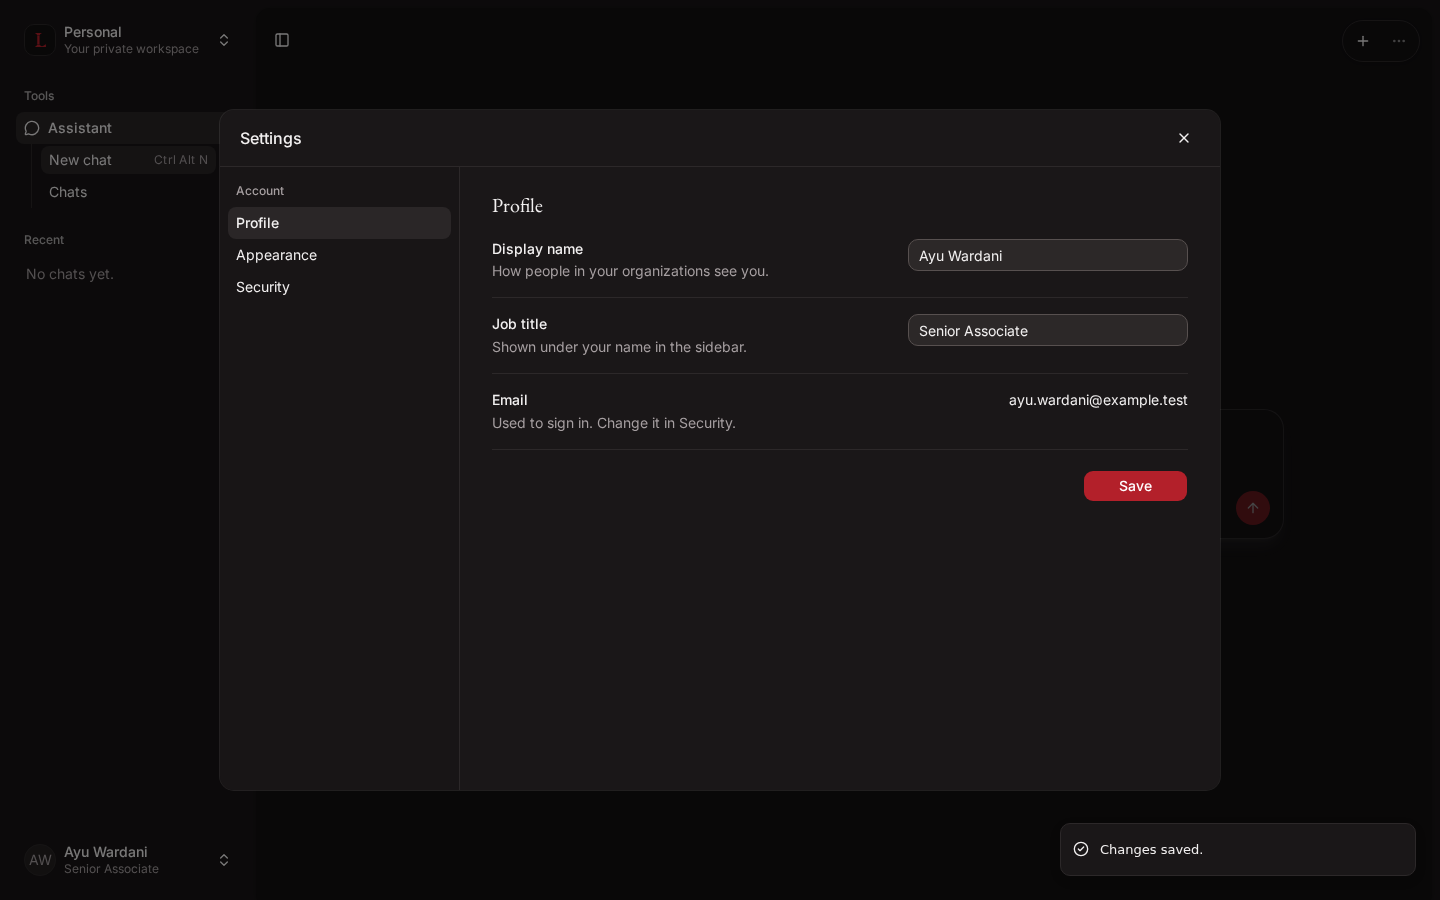 L
Personal
Your private workspace
Tools
Assistant
New chat Ctrl Alt N
Chats
Recent
No chats yet.
Settings
Account
Profile
Appearance
Security
Profile
Display name
How people in your organizations see you.
Ayu Wardani
Job title
Shown under your name in the sidebar.
Senior Associate
Email
Used to sign in. Change it in Security.
ayu.wardani@example.test
Save
AW
Ayu Wardani
Senior Associate
Changes saved.